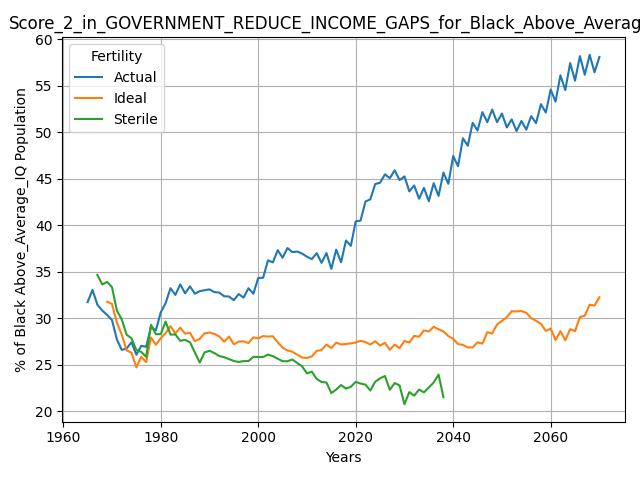 Score_2_in_GOVERNMENT_REDUCE_INCOME_GAPS_for_Black_Above_Averag
% of Black Above_Average_IQ Population
60
55
50
45
40
35
30
25
20
Fertility
Actual
Ideal
Sterile
1960 1980 2000 2020 2040 2060
Years